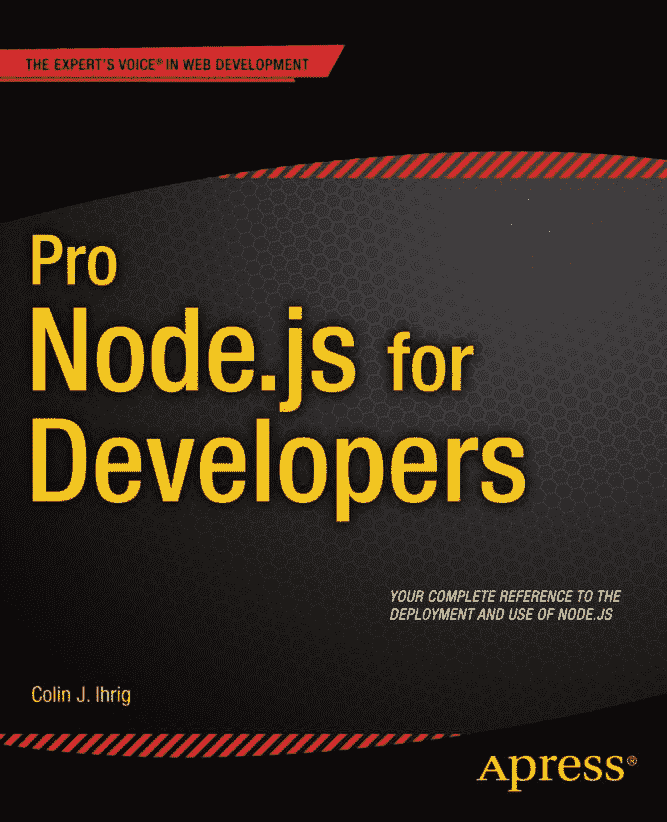 THE EXPERT'S VOICE® IN WEB DEVELOPMENT
Pro
Node.js for
Developers
YOUR COMPLETE REFERENCE TO THE
DEPLOYMENT AND USE OF NODE.JS
Colin J. Ihrig
Apress®